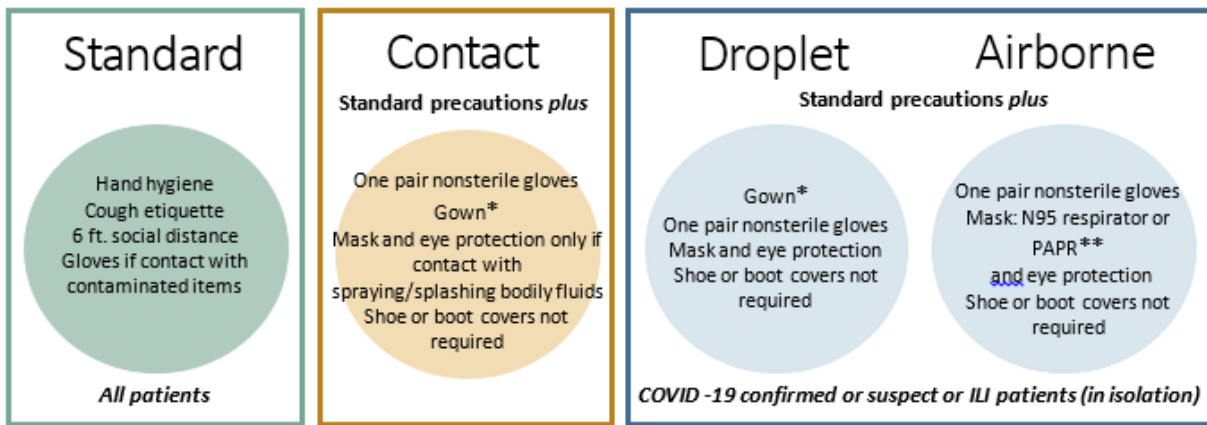 Standard
Hand hygiene
Cough etiquette
6 ft. social distance
Gloves if contact with
contaminated items
All patients
Contact
Standard precautions plus
One pair nonsterile gloves
Gown*
Mask and eye protection only if
contact with
spraying/splashing bodily fluids
Shoe or boot covers not
required
Droplet
Airborne
Standard precautions plus
Gown*
One pair nonsterile gloves
Mask and eye protection
Shoe or boot covers not
required
One pair nonsterile gloves
Mask: N95 respirator or
PAPR**
and eye protection
Shoe or boot covers not
required
COVID -19 confirmed or suspect or ILI patients (in isolation)